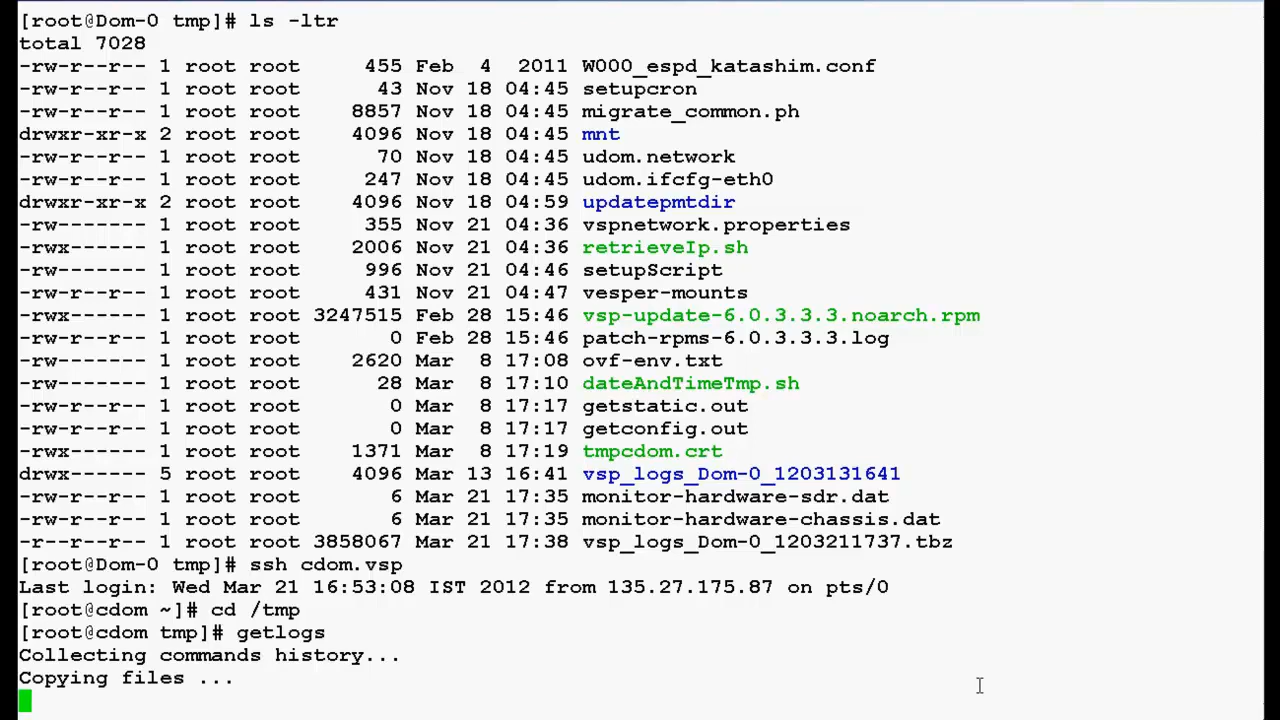 [root@Dom-0 tmp]# ls -ltr
total 7028
-rw-r--r-- 1 root root     455 Feb  4  2011 W000_espd_katashim.conf
-rw-r--r-- 1 root root      43 Nov 18 04:45 setupcron
-rw-r--r-- 1 root root    8857 Nov 18 04:45 migrate_common.ph
drwxr-xr-x 2 root root    4096 Nov 18 04:45 mnt
-rw-r--r-- 1 root root      70 Nov 18 04:45 udom.network
-rw-r--r-- 1 root root     247 Nov 18 04:45 udom.ifcfg-eth0
drwxr-xr-x 2 root root    4096 Nov 18 04:59 updatepmtdir
-rw------- 1 root root     355 Nov 21 04:36 vspnetwork.properties
-rwx------ 1 root root    2006 Nov 21 04:36 retrieveIp.sh
-rw------- 1 root root     996 Nov 21 04:46 setupScript
-rw------- 1 root root     431 Nov 21 04:47 vesper-mounts
-rwx------ 1 root root 3247515 Feb 28 15:46 vsp-update-6.0.3.3.3.noarch.rpm
-rw------- 1 root root       0 Feb 28 15:46 patch-rpms-6.0.3.3.3.log
-rw------- 1 root root    2620 Mar  8 17:08 ovf-env.txt
-rw------- 1 root root      28 Mar  8 17:10 dateAndTimeTmp.sh
-rw-r--r-- 1 root root       0 Mar  8 17:17 getstatic.out
-rw-r--r-- 1 root root       0 Mar  8 17:17 getconfig.out
-rwx------ 1 root root    1371 Mar  8 17:19 tmpcdom.crt
drwx------ 5 root root    4096 Mar 13 16:41 vsp_logs_Dom-0_1203131641
-rw-r--r-- 1 root root       6 Mar 21 17:35 monitor-hardware-sdr.dat
-rw-r--r-- 1 root root       6 Mar 21 17:35 monitor-hardware-chassis.dat
-r--r--r-- 1 root root 3858067 Mar 21 17:38 vsp_logs_Dom-0_1203211737.tbz
[root@Dom-0 tmp]# ssh cdom.vsp
Last login: Wed Mar 21 16:53:08 IST 2012 from 135.27.175.87 on pts/0
[root@cdom ~]# cd /tmp
[root@cdom tmp]# getlogs
Collecting commands history...
Copying files ...